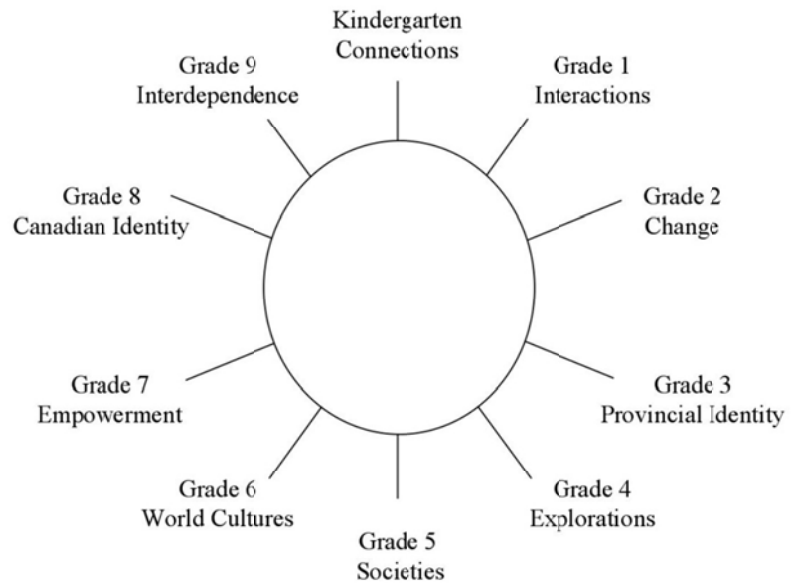 Kindergarten
Connections
Grade 1
Interactions
Grade 2
Change
Grade 3
Provincial Identity
Grade 4
Explorations
Grade 5
Societies
Grade 6
World Cultures
Grade 7
Empowerment
Grade 8
Canadian Identity
Grade 9
Interdependence